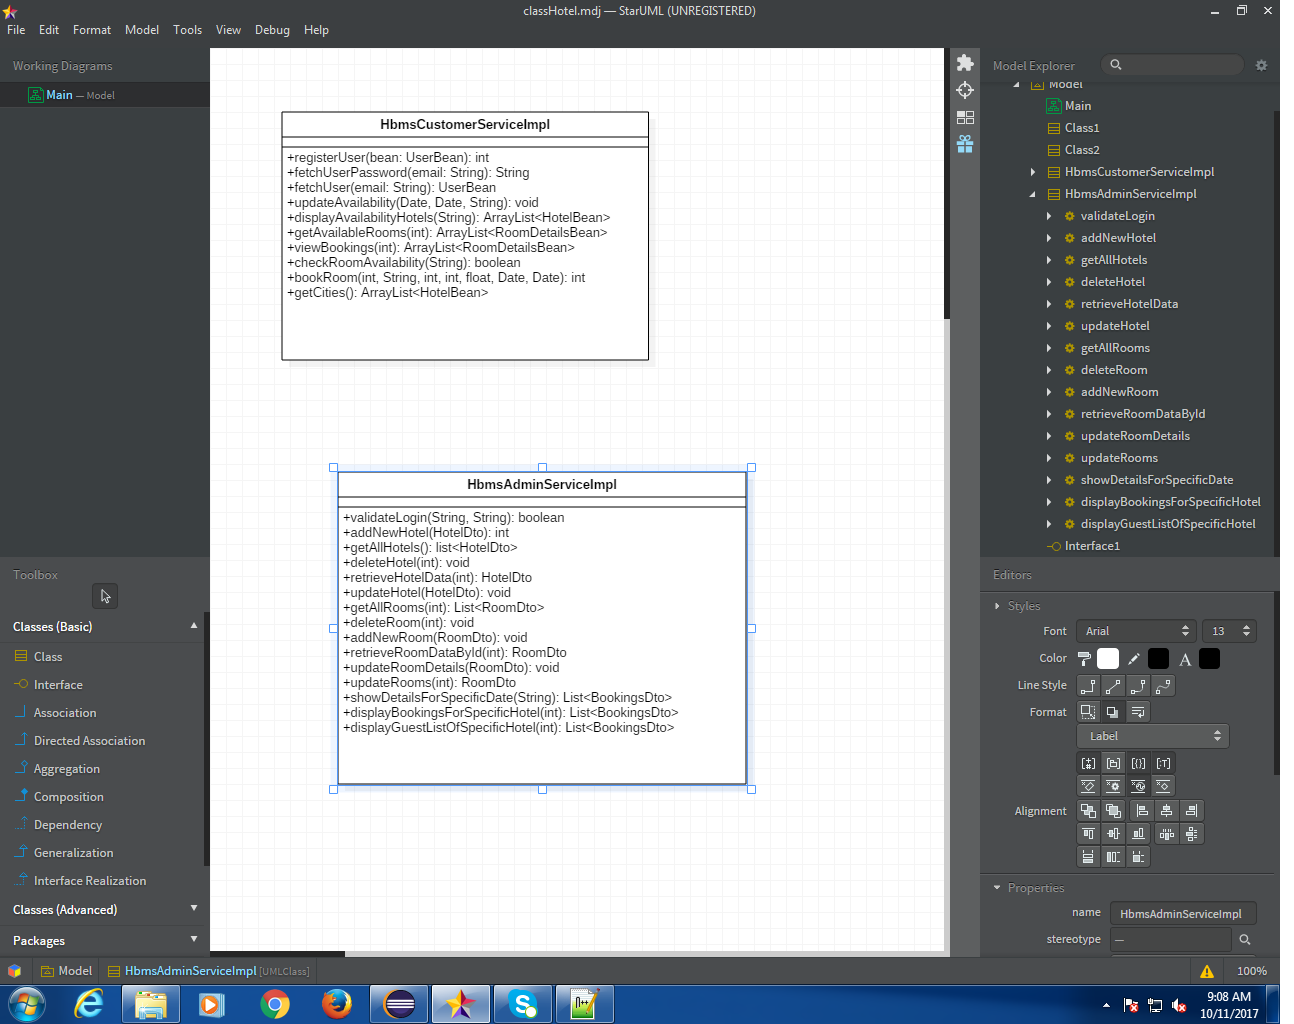 classHotel.mdj — StarUML (UNREGISTERED)
File Edit Format Model Tools View Debug Help
Working Diagrams
Main — Model
HbmsCustomerServiceImpl
+registerUser(bean: UserBean): int
+fetchUserPassword(email: String): String
+fetchUser(email: String): UserBean
+updateAvailability(Date, Date, String): void
+displayAvailabilityHotels(String): ArrayList<HotelBean>
+getAvailableRooms(int): ArrayList<RoomDetailsBean>
+viewBookings(int): ArrayList<RoomDetailsBean>
+checkRoomAvailability(String): boolean
+bookRoom(int, String, int, int, float, Date, Date): int
+getCities(): ArrayList<HotelBean>
HbmsAdminServiceImpl
+validateLogin(String, String): boolean
+addNewHotel(HotelDto): int
+getAllHotels(): list<HotelDto>
+deleteHotel(int): void
+retrieveHotelData(int): HotelDto
+updateHotel(HotelDto): void
+getAllRooms(int): List<RoomDto>
+deleteRoom(int): void
+addNewRoom(RoomDto): void
+retrieveRoomDataById(int): RoomDto
+updateRoomDetails(RoomDto): void
+updateRooms(int): RoomDto
+showDetailsForSpecificDate(String): List<BookingsDto>
+displayBookingsForSpecificHotel(int): List<BookingsDto>
+displayGuestListOfSpecificHotel(int): List<BookingsDto>
Toolbox
Classes (Basic)
Class
Interface
Association
Directed Association
Aggregation
Composition
Dependency
Generalization
Interface Realization
Classes (Advanced)
Packages
Model Explorer
Model
Main
Class1
Class2
HbmsCustomerServiceImpl
HbmsAdminServiceImpl
validateLogin
addNewHotel
getAllHotels
deleteHotel
retrieveHotelData
updateHotel
getAllRooms
deleteRoom
addNewRoom
retrieveRoomDataById
updateRoomDetails
updateRooms
showDetailsForSpecificDate
displayBookingsForSpecificHotel
displayGuestListOfSpecificHotel
Interface1
Editors
Styles
Font Arial 13
Color A
Line Style
Format
Label
Alignment
Properties
name HbmsAdminServiceImpl
stereotype —
Model HbmsAdminServiceImpl [UMLClass]
100%
9:08 AM
10/11/2017